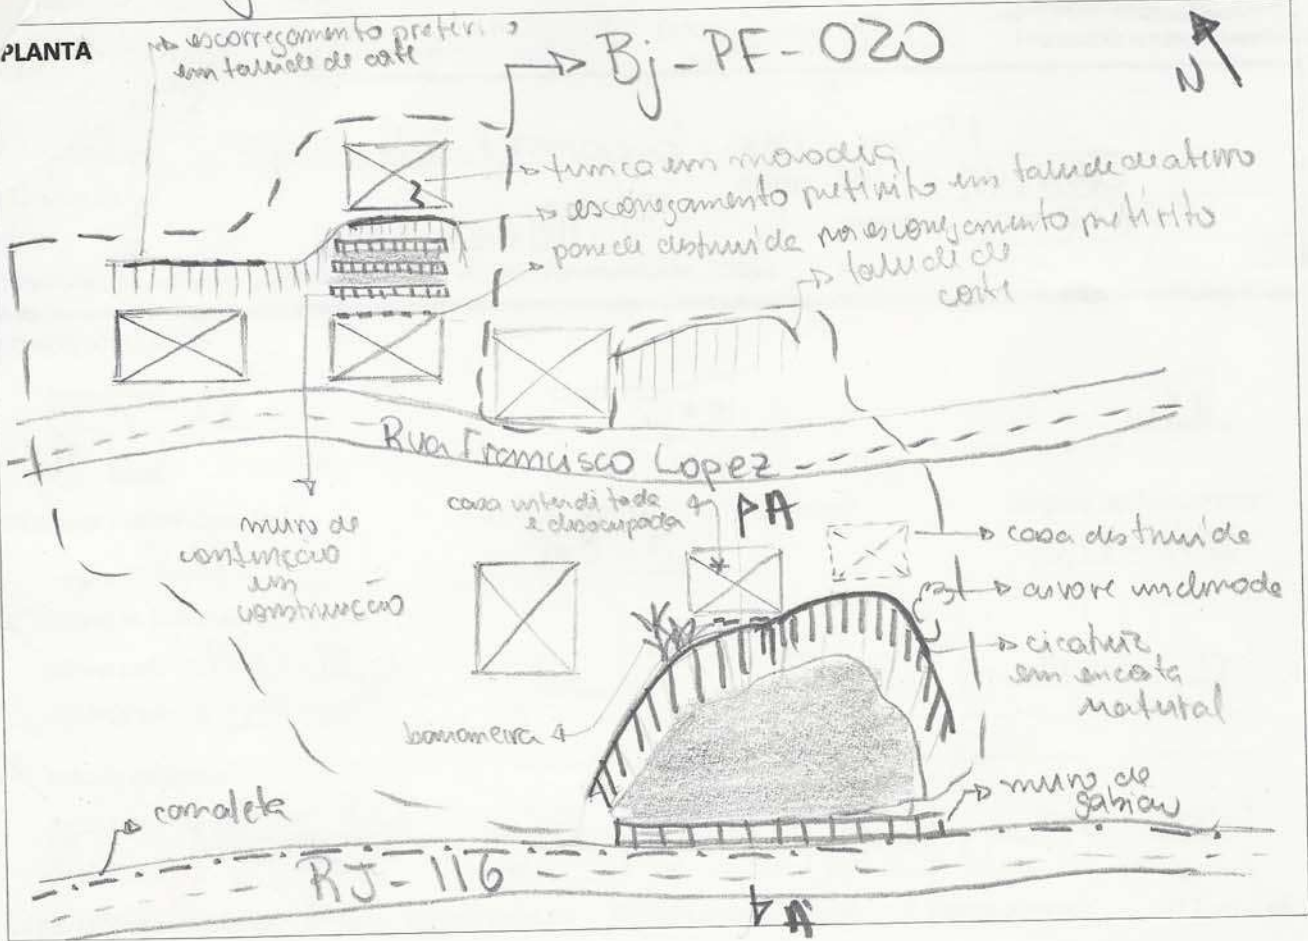 PLANTA
escorregamento pretérito
em talude de corte
Bj-PF-020
N
trinca em moradia
escorregamento pretérito em talude de aterro
parede destruída por escorregamento pretérito
talude de
corte
Rua Francisco Lopez
muro de
contenção
em
construção
casa interditada
e desocupada
A
casa destruída
árvore inclinada
cicatriz
em encosta
natural
bananeira
muro de
gabião
canaleta
RJ-116
A'